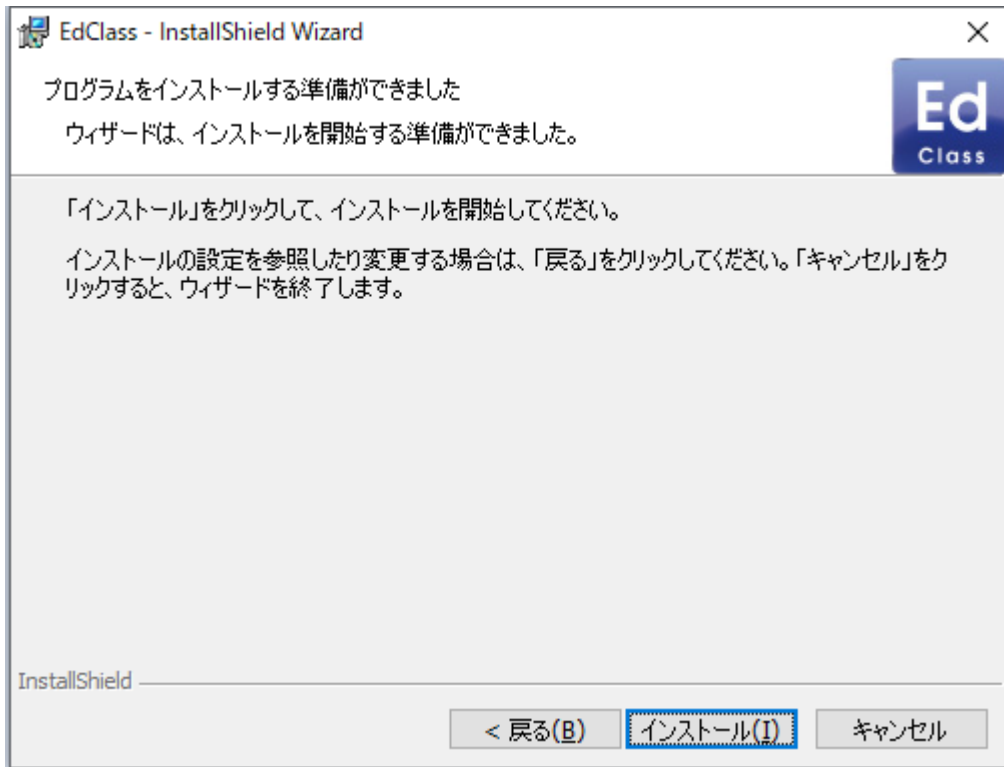 EdClass - InstallShield Wizard
プログラムをインストールする準備ができました
ウィザードは、インストールを開始する準備ができました。
Ed
Class
「インストール」をクリックして、インストールを開始してください。
インストールの設定を参照したり変更する場合は、「戻る」をクリックしてください。「キャンセル」をク
リックすると、ウィザードを終了します。
InstallShield
< 戻る(B) インストール(I) キャンセル